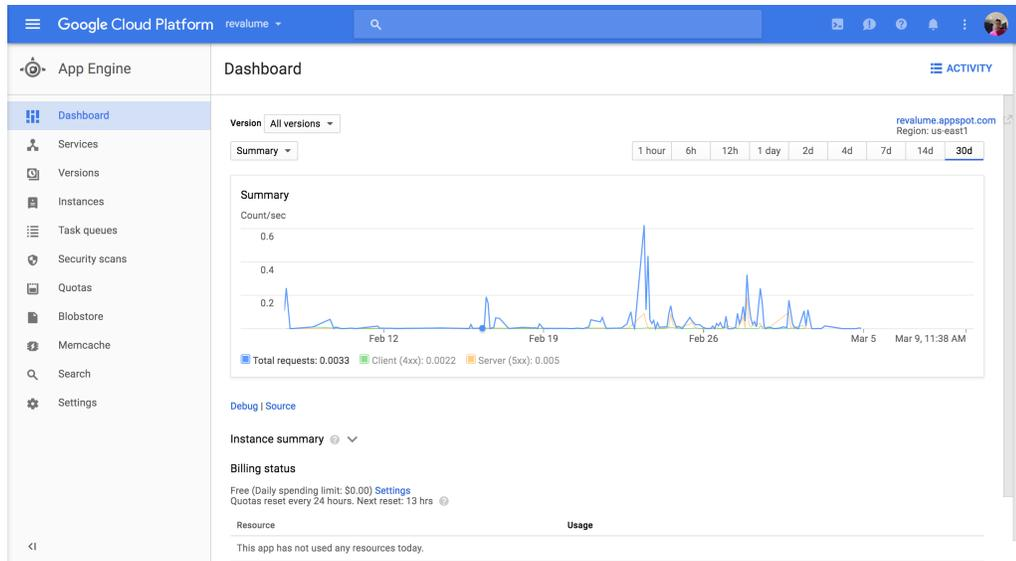 Google Cloud Platform revalume
App Engine
Dashboard
ACTIVITY
Dashboard
Services
Versions
Instances
Task queues
Security scans
Quotas
Blobstore
Memcache
Search
Settings
Version All versions
revalume.appspot.com
Region: us-east1
Summary
1 hour 6h 12h 1 day 2d 4d 7d 14d 30d
Summary
Count/sec
0.6
0.4
0.2
Feb 12 Feb 19 Feb 26 Mar 5 Mar 9, 11:38 AM
Total requests: 0.0033 Client (4xx): 0.0022 Server (5xx): 0.005
Debug | Source
Instance summary
Billing status
Free (Daily spending limit: $0.00) Settings
Quotas reset every 24 hours. Next reset: 13 hrs
Resource Usage
This app has not used any resources today.